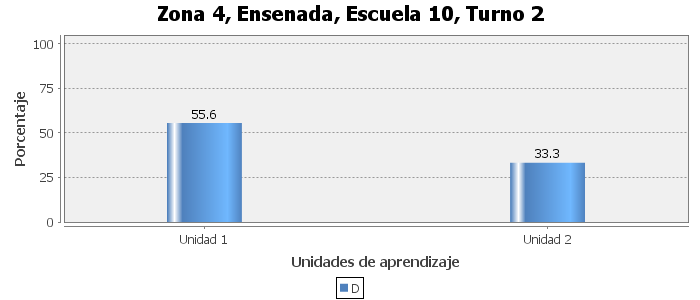 Zona 4, Ensenada, Escuela 10, Turno 2
Porcentaje
100
75
50
25
0
55.6
33.3
Unidad 1
Unidad 2
Unidades de aprendizaje
D